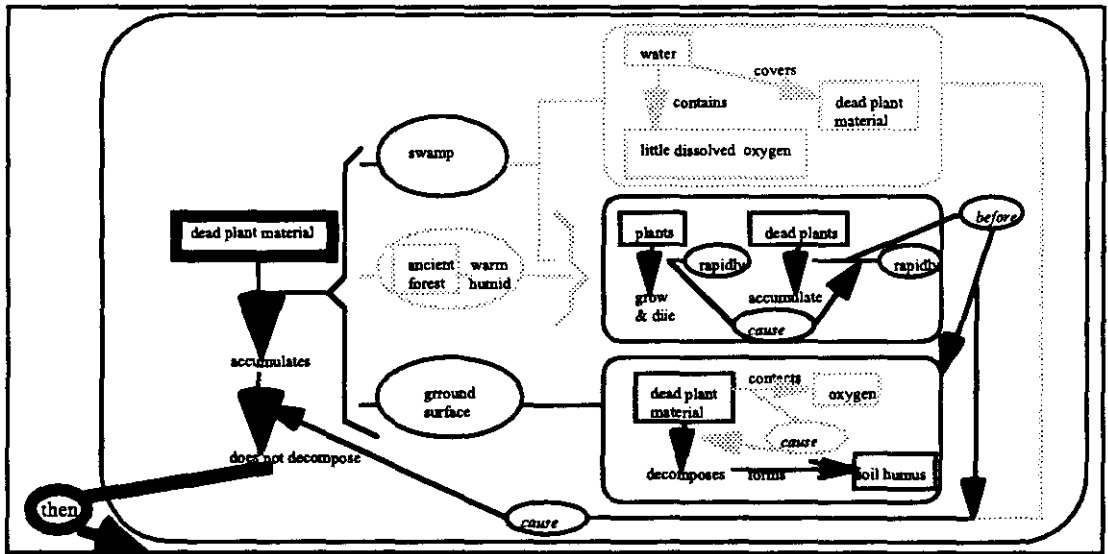 water
covers
contains
dead plant
material
little dissolved oxygen
swamp
dead plant material
ancient
forest
warm
humid
plants
dead plants
before
rapidly
rapidly
grow
& diie
accumulate
cause
accumulates
grround
surface
dead plant
material
contects
oxygen
cause
does not decompose
decomposes
forms
soil humus
then
cause